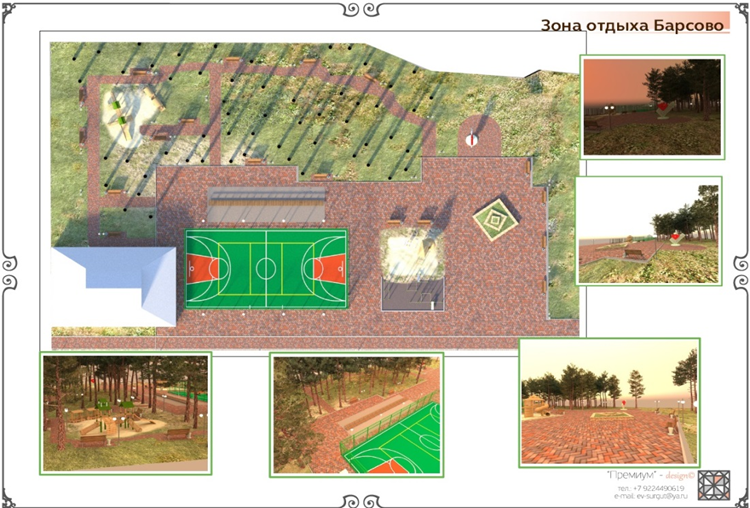 Зона отдыха Барсово
"Премиум" - design©
тел.: +7 9224490619
e-mail: ev-surgut@ya.ru